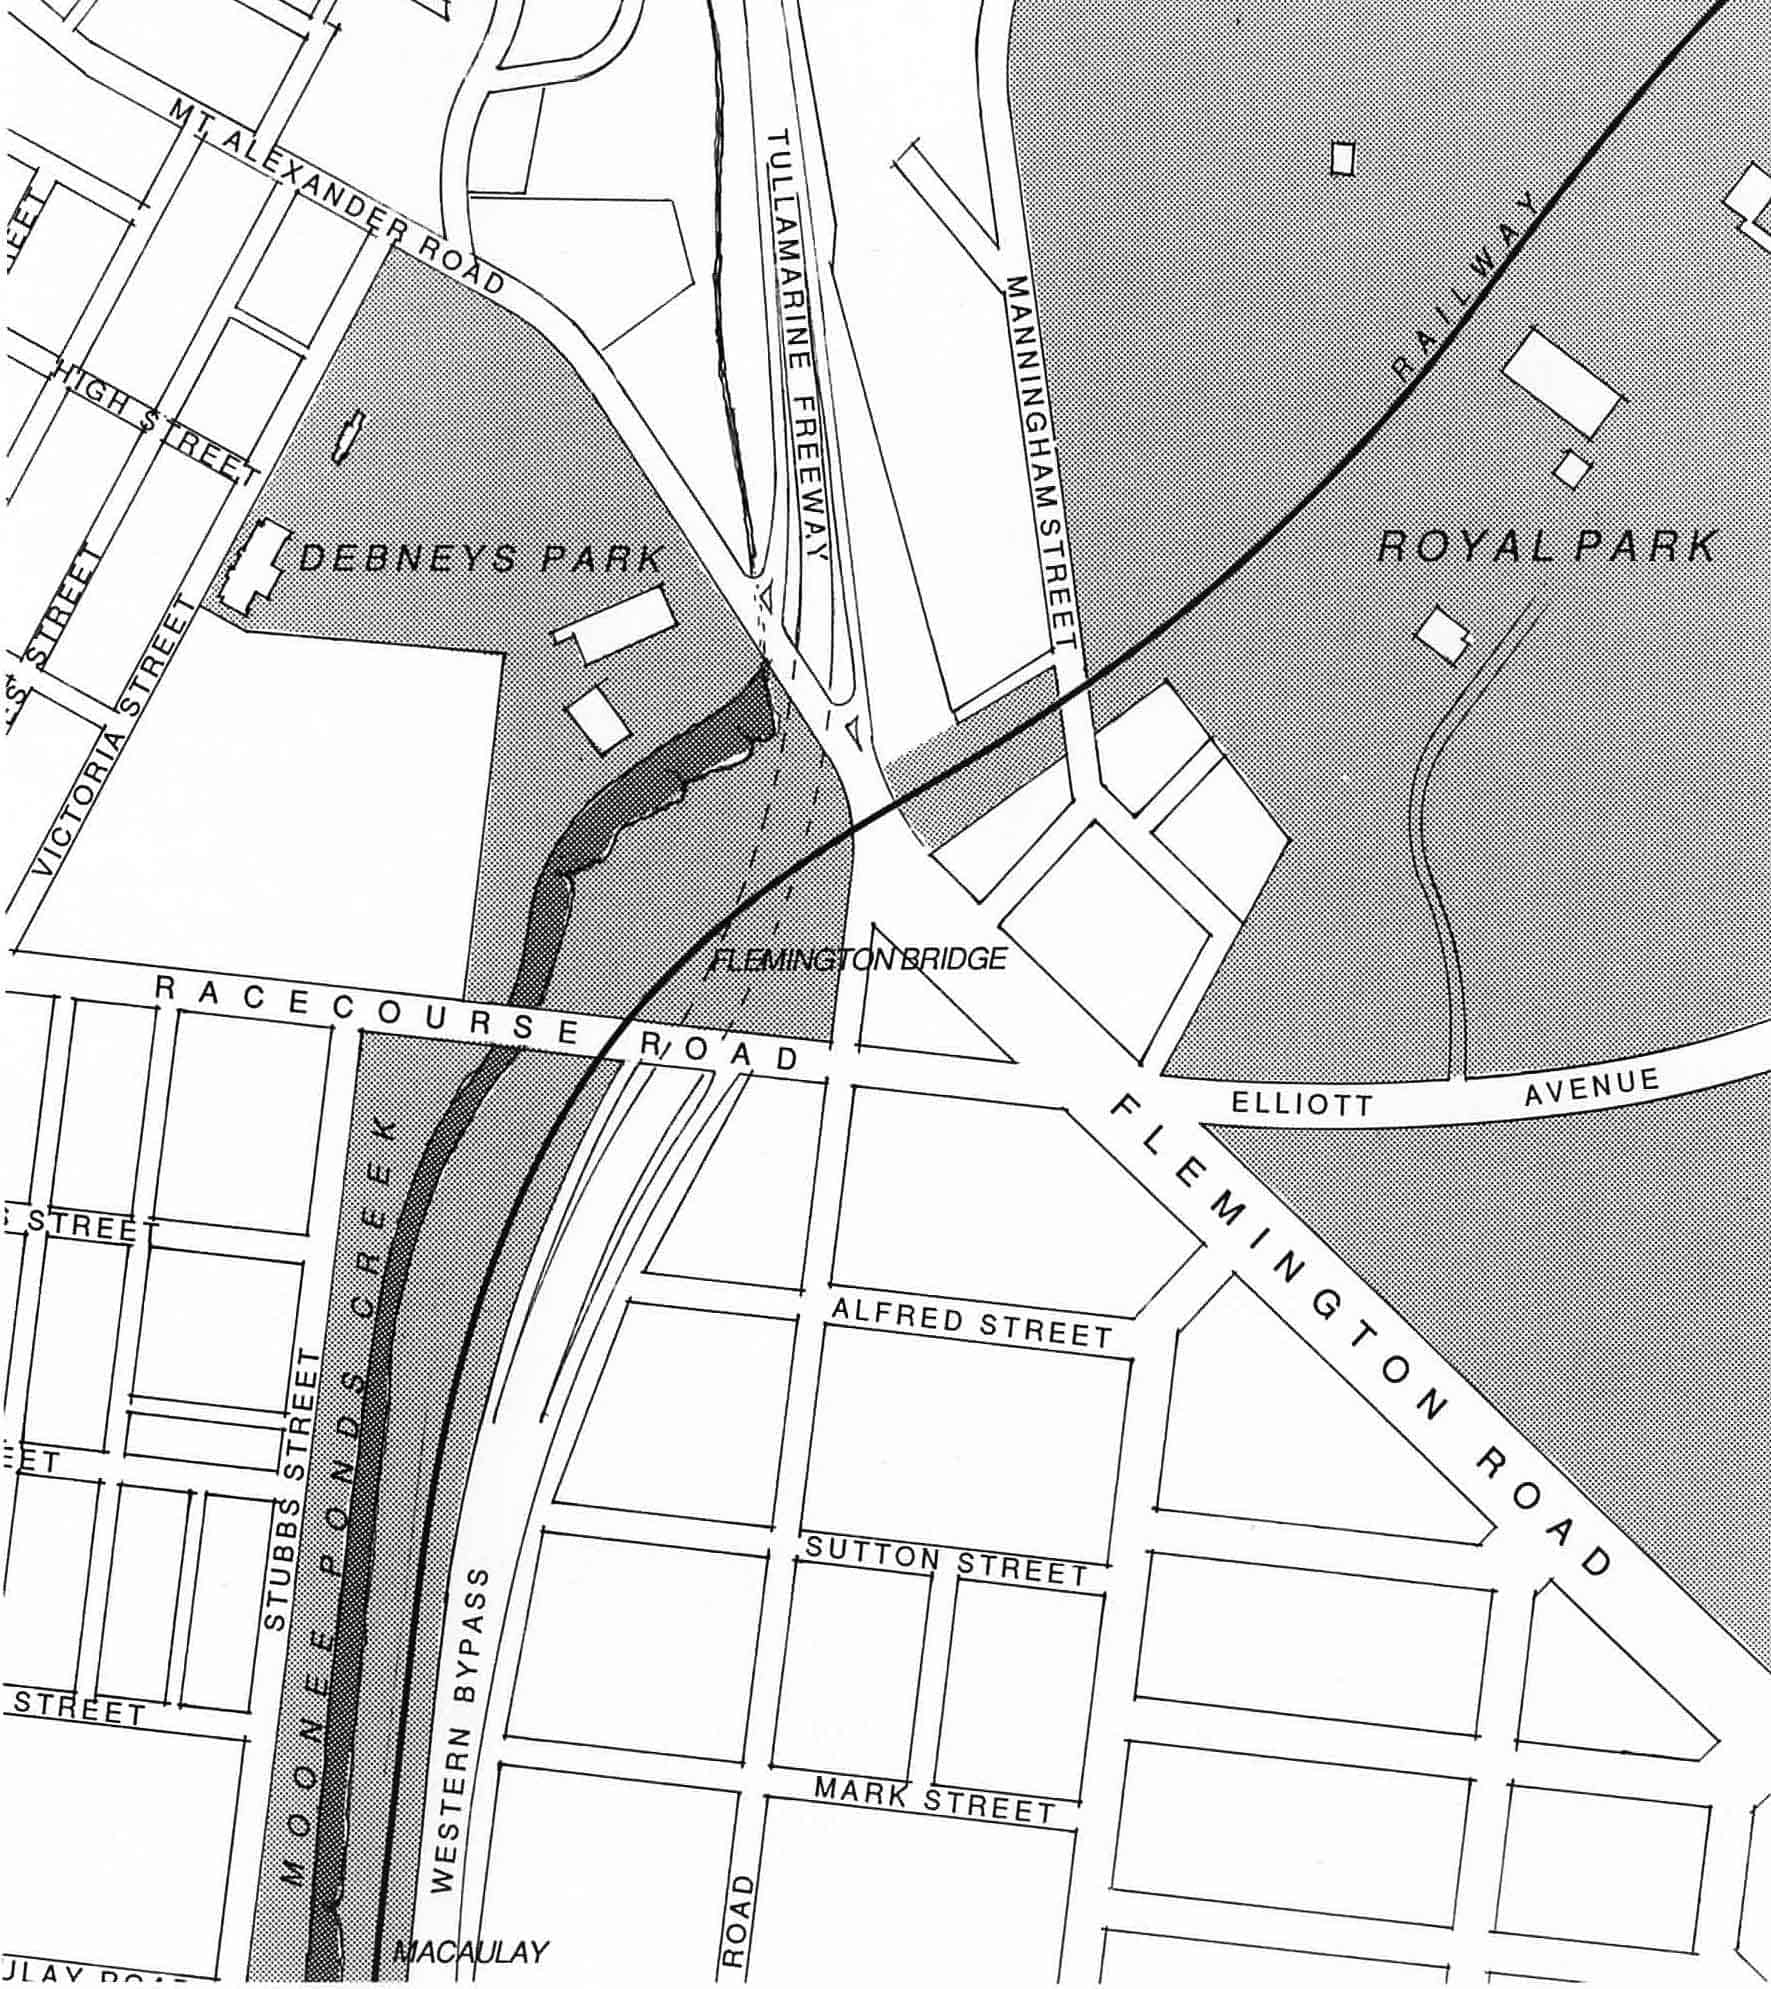 MT ALEXANDER ROAD
TULLAMARINE FREEWAY
MANNINGHAM STREET
RAILWAY
HIGH STREET
STREET
DEBNEYS PARK
ROYAL PARK
VICTORIA STREET
FLEMINGTON BRIDGE
RACECOURSE ROAD
ELLIOTT AVENUE
FLEMINGTON ROAD
STREET
ALFRED STREET
MOONEE PONDS CREEK
STUBBS STREET
SUTTON STREET
WESTERN BYPASS
STREET
MARK STREET
ROAD
MACAULAY